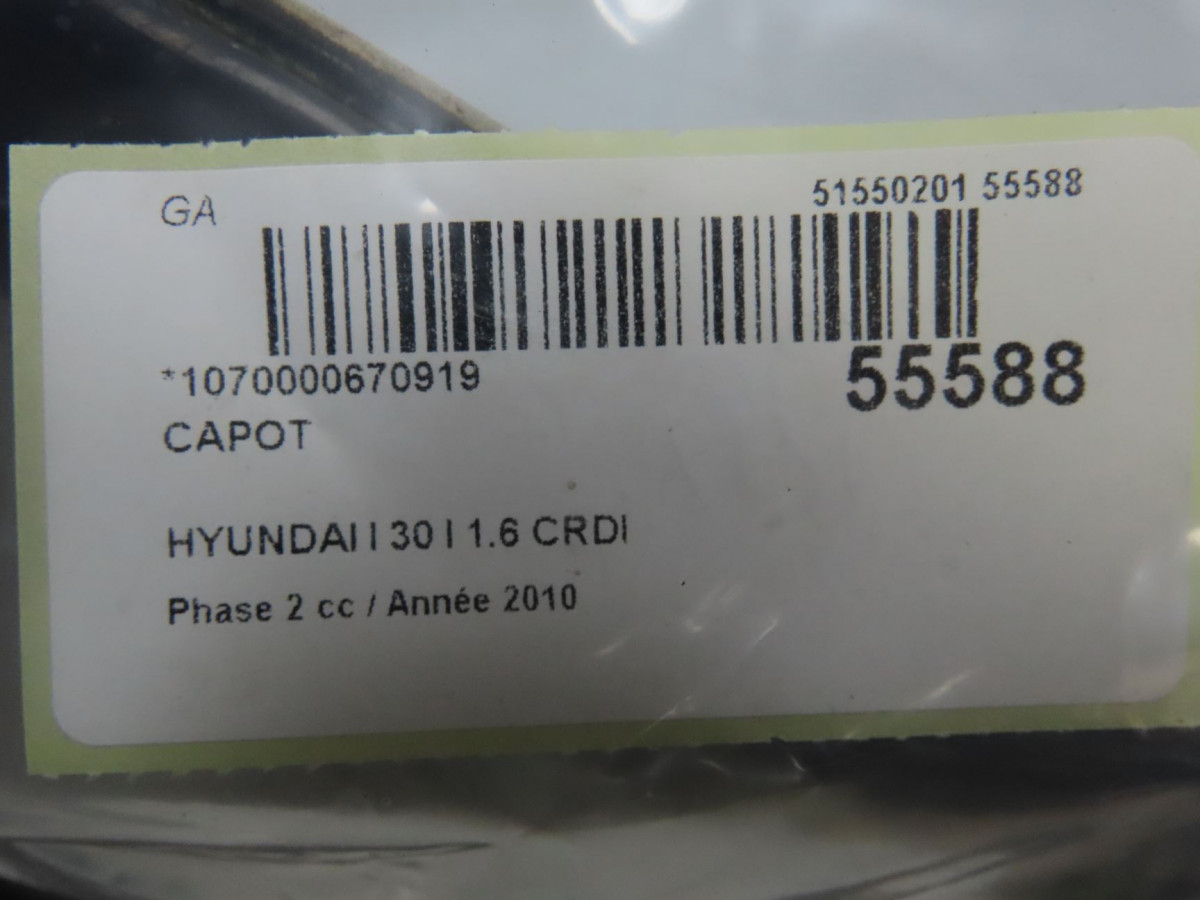 GA
51550201 55588
*1070000670919
55588
CAPOT
HYUNDAI I 30 I 1.6 CRDI
Phase 2 cc / Année 2010